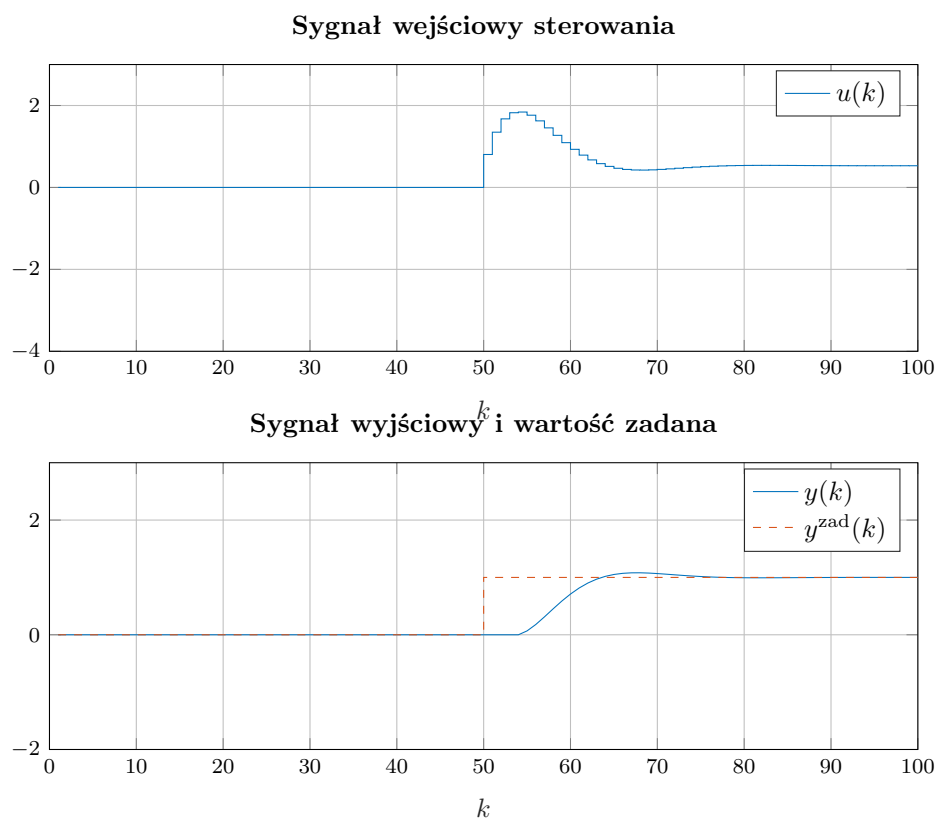 Sygnał wejściowy sterowania
u(k)
2
0
−2
−4
0 10 20 30 40 50 60 70 80 90 100
k
Sygnał wyjściowy i wartość zadana
y(k)
y^zad(k)
2
0
−2
0 10 20 30 40 50 60 70 80 90 100
k